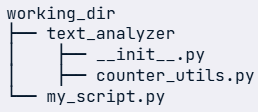 working_dir
├── text_analyzer
│   ├── __init__.py
│   ├── counter_utils.py
└── my_script.py